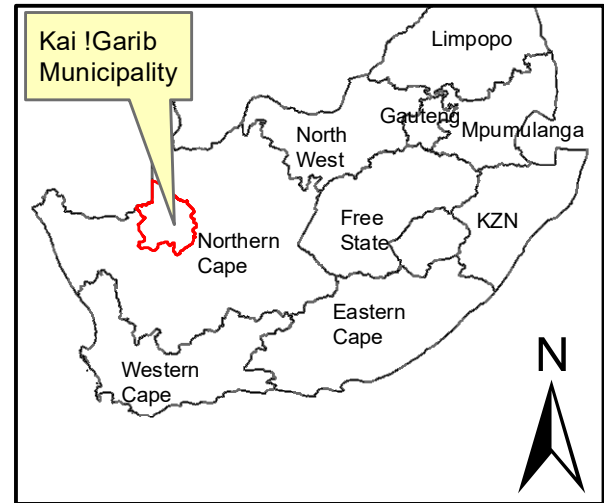 Kai !Garib
Municipality
Limpopo
Gauteng
Mpumulanga
North
West
KZN
Free
State
Northern
Cape
Eastern
Cape
Western
Cape
N